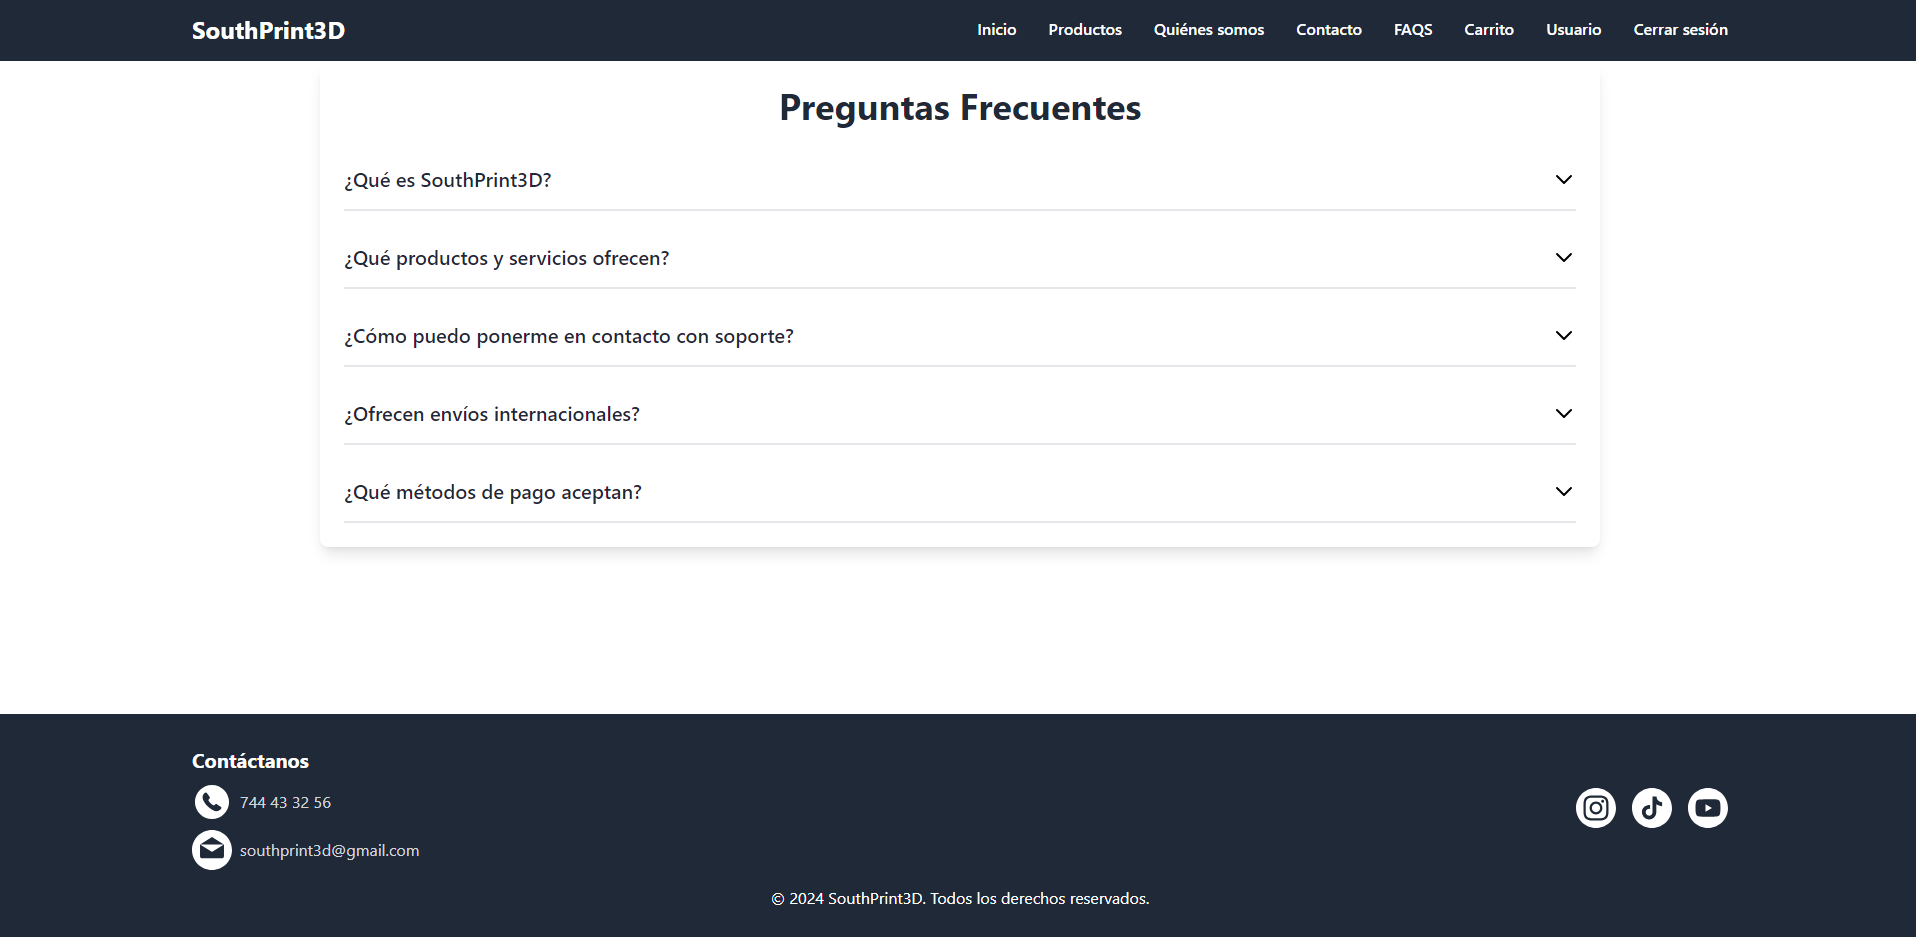 SouthPrint3D
Inicio Productos Quiénes somos Contacto FAQS Carrito Usuario Cerrar sesión
Preguntas Frecuentes
¿Qué es SouthPrint3D?
¿Qué productos y servicios ofrecen?
¿Cómo puedo ponerme en contacto con soporte?
¿Ofrecen envíos internacionales?
¿Qué métodos de pago aceptan?
Contáctanos
744 43 32 56
southprint3d@gmail.com
© 2024 SouthPrint3D. Todos los derechos reservados.